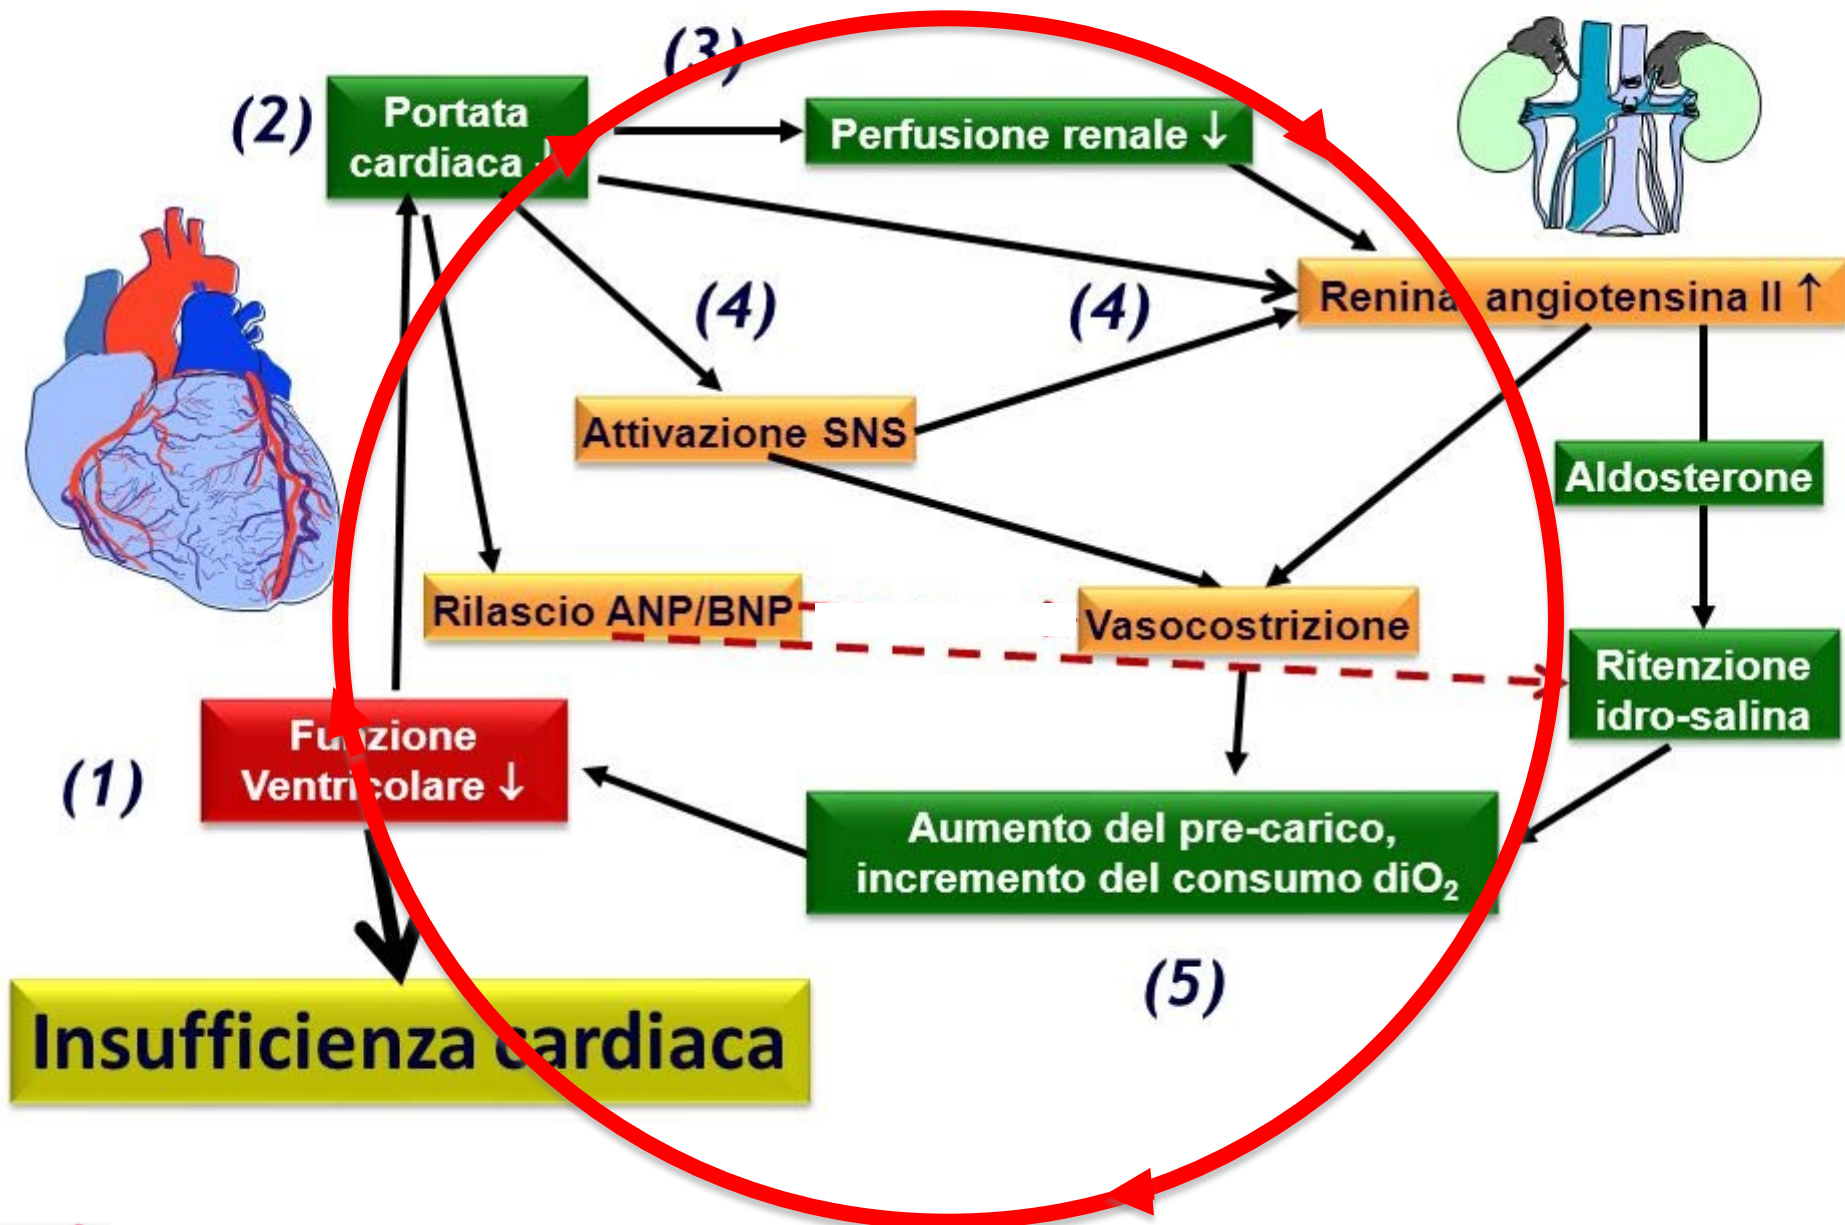 (3)
(2)
Portata
cardiaca ↓
Perfusione renale ↓
(4)
(4)
Renina, angiotensina II ↑
Attivazione SNS
Aldosterone
Rilascio ANP/BNP
Vasocostrizione
Ritenzione
idro-salina
(1)
Funzione
Ventricolare ↓
Aumento del pre-carico,
incremento del consumo diO₂
(5)
Insufficienza cardiaca